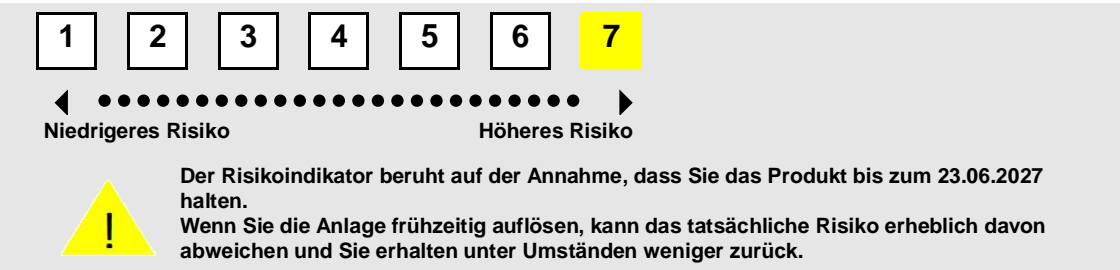 1 2 3 4 5 6 7
Niedrigeres Risiko Höheres Risiko
Der Risikoindikator beruht auf der Annahme, dass Sie das Produkt bis zum 23.06.2027
halten.
Wenn Sie die Anlage frühzeitig auflösen, kann das tatsächliche Risiko erheblich davon
abweichen und Sie erhalten unter Umständen weniger zurück.
!